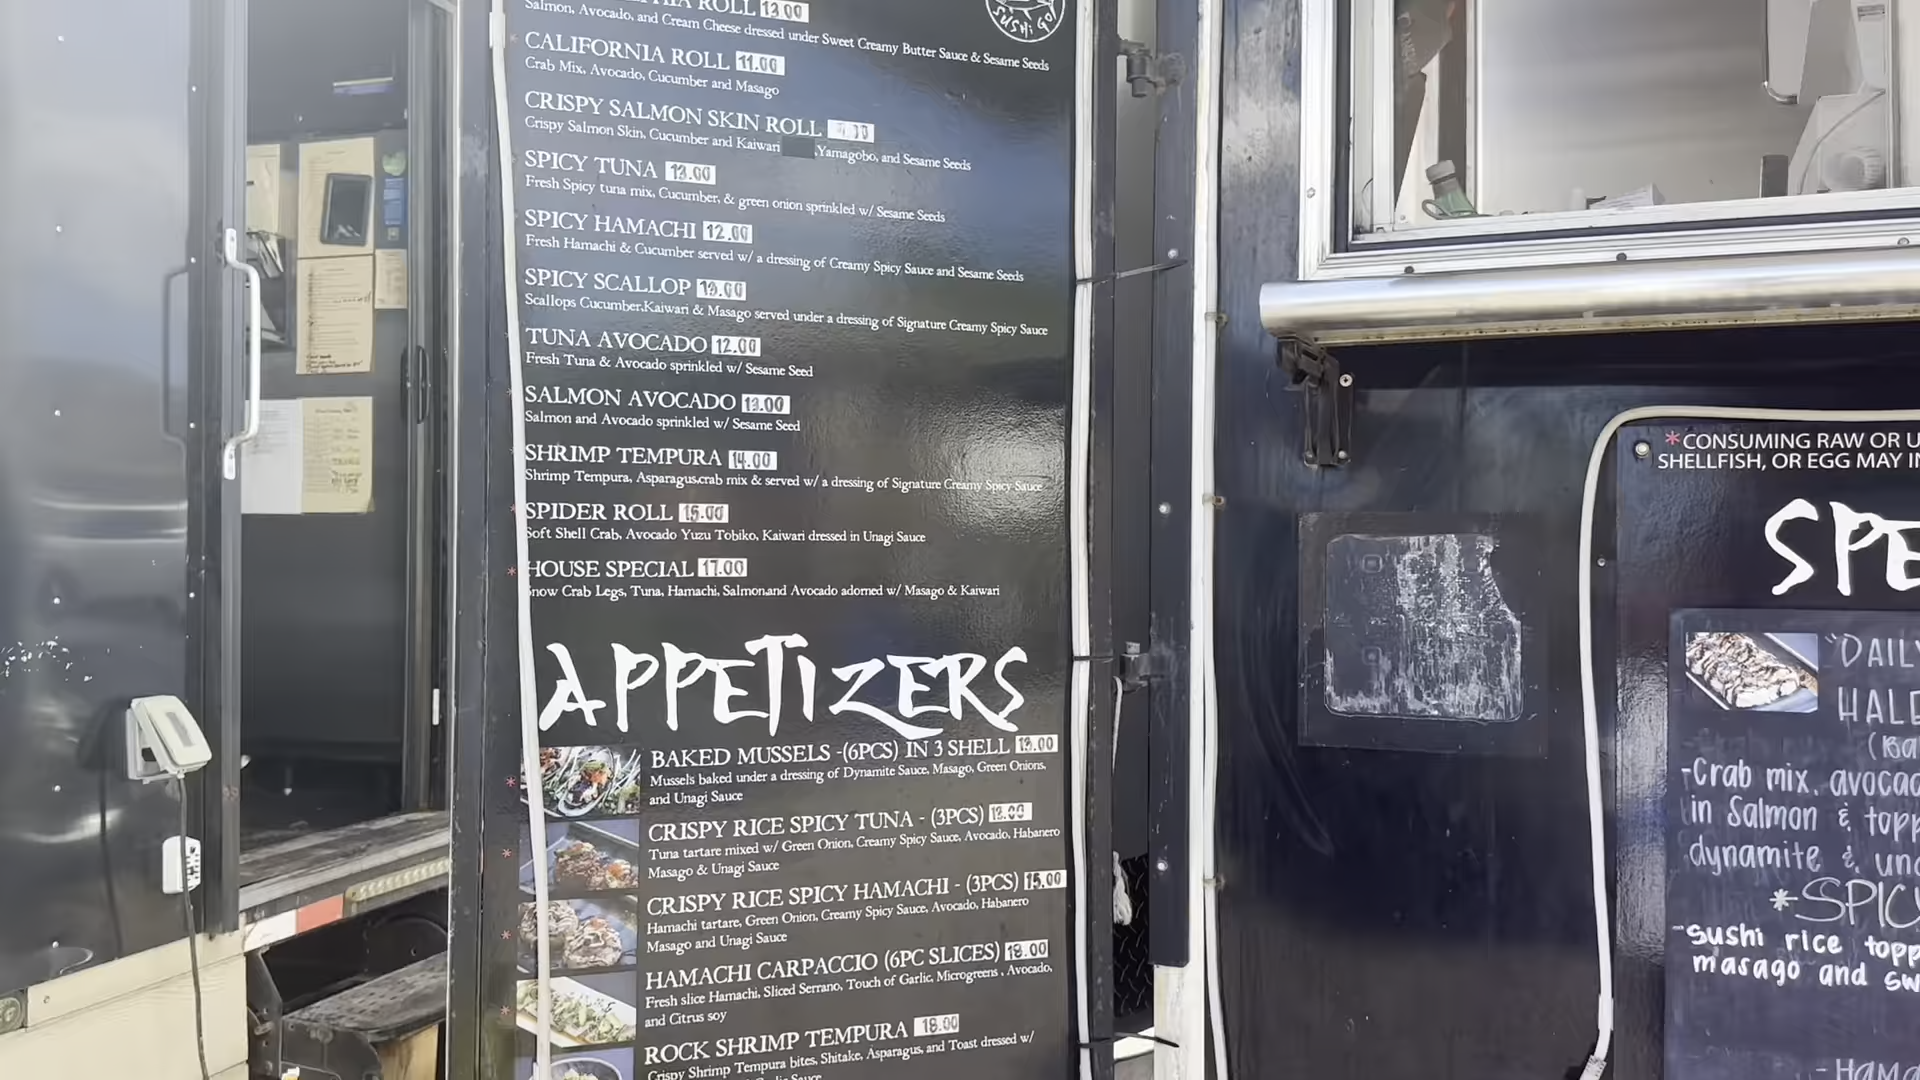 ROLL 13.00
SUSHI GO!
Salmon, Avocado, and Cream Cheese dressed under Sweet Creamy Butter Sauce & Sesame Seeds
CALIFORNIA ROLL 11.00
Crab Mix, Avocado, Cucumber and Masago
CRISPY SALMON SKIN ROLL
Crispy Salmon Skin, Cucumber and Kaiwari ,Yamagobo, and Sesame Seeds
SPICY TUNA 13.00
Fresh Spicy tuna mix, Cucumber, & green onion sprinkled w/ Sesame Seeds
SPICY HAMACHI 12.00
Fresh Hamachi & Cucumber served w/ a dressing of Creamy Spicy Sauce and Sesame Seeds
SPICY SCALLOP
Scallops Cucumber,Kaiwari & Masago served under a dressing of Signature Creamy Spicy Sauce
TUNA AVOCADO 12.00
Fresh Tuna & Avocado sprinkled w/ Sesame Seed
SALMON AVOCADO 13.00
Salmon and Avocado sprinkled w/ Sesame Seed
SHRIMP TEMPURA 14.00
Shrimp Tempura, Asparagus,crab mix & served w/ a dressing of Signature Creamy Spicy Sauce
SPIDER ROLL 15.00
Soft Shell Crab, Avocado Yuzu Tobiko, Kaiwari dressed in Unagi Sauce
*HOUSE SPECIAL 17.00
Snow Crab Legs, Tuna, Hamachi, Salmon,and Avocado adorned w/ Masago & Kaiwari
APPETIZERS
BAKED MUSSELS -(6PCS) IN 3 SHELL
*Mussels baked under a dressing of Dynamite Sauce, Masago, Green Onions,
and Unagi Sauce
CRISPY RICE SPICY TUNA - (3PCS)
*Tuna tartare mixed w/ Green Onion, Creamy Spicy Sauce, Avocado, Habanero
Masago & Unagi Sauce
CRISPY RICE SPICY HAMACHI - (3PCS) 15.00
*Hamachi tartare, Green Onion, Creamy Spicy Sauce, Avocado, Habanero
Masago and Unagi Sauce
HAMACHI CARPACCIO (6PC SLICES)
*Fresh slice Hamachi, Sliced Serrano, Touch of Garlic, Microgreens , Avocado,
and Citrus soy
ROCK SHRIMP TEMPURA 18.00
Crispy Shrimp Tempura bites, Shitake, Asparagus, and Toast dressed w/
Sauce
*CONSUMING RAW OR U
SHELLFISH, OR EGG MAY IN
SPE
"DAILY
HALF
(BA
-Crab mix, avocad
in Salmon & topp
dynamite & una
*SPICY
-Sushi rice topp
masago and sw
-HAMA